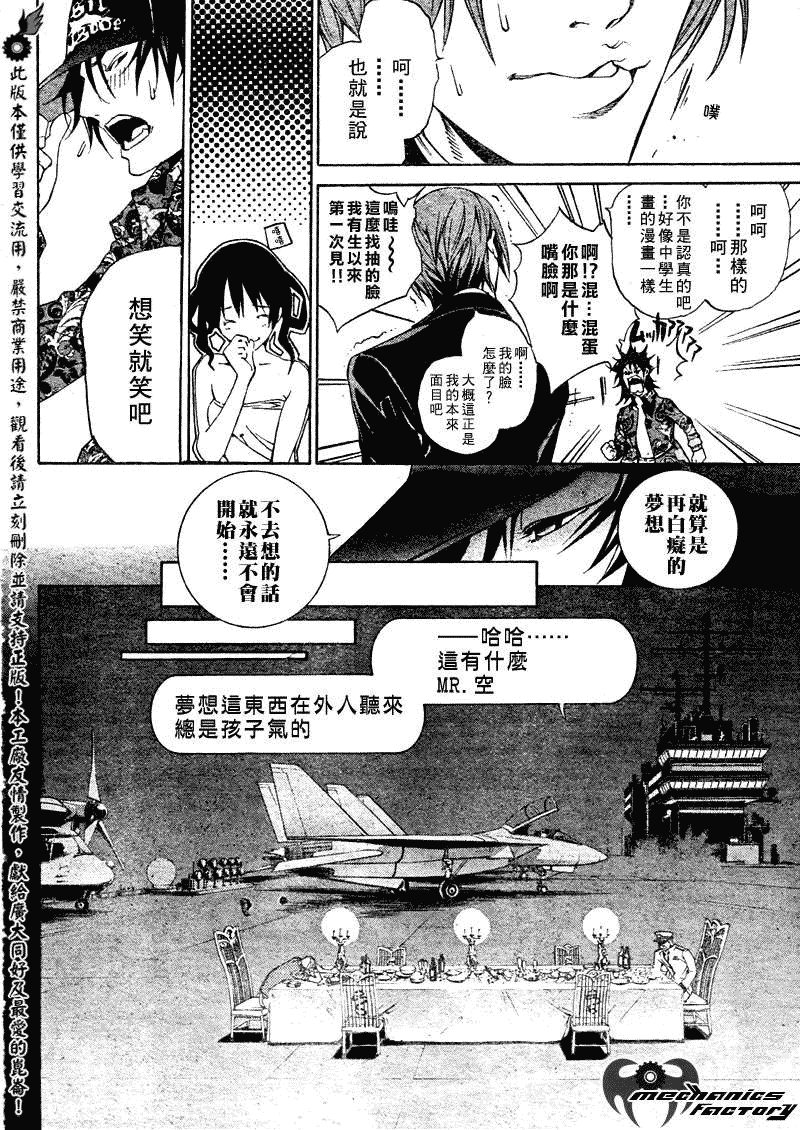 噗
呵……
……
也就是說
呵呵
……那樣的
……呵…
你不是認真的吧
…好像中學生
畫的漫畫一樣
……
啊!?混…混蛋
你那是什麼
嘴臉啊
嗚哇～～
這麼找抽的臉
我有生以來
第一次見!!
啊……
我的臉
怎麼了?
大概這正是
我的本來
面目吧
ムッカー***
嘻嘻
想笑就笑吧
就算是
再白癡的
夢想
不去想的話
就永遠不會
開始……
——哈哈……
這有什麼
MR.空
夢想這東西在外人聽來
總是孩子氣的
此版本僅供學習交流用，嚴禁商業用途，觀看後請立刻刪除並請支持正版！本工廠友情製作，獻給廣大同好及最愛的崑崙！
mechanics
Factory